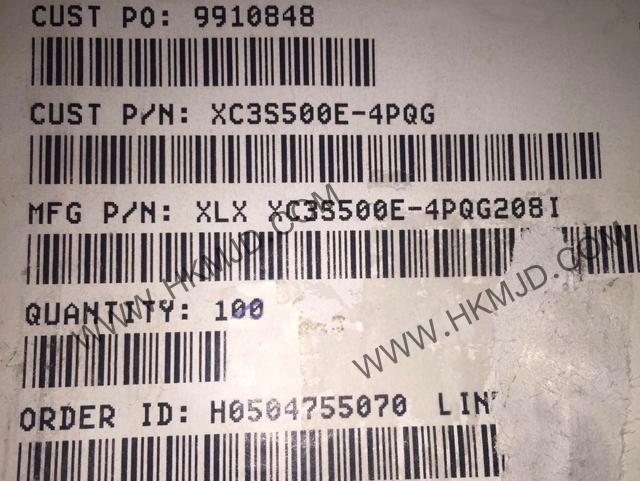 CUST PO: 9910848
CUST P/N: XC3S500E-4PQG
MFG P/N: XLX XC3S500E-4PQG208I
WWW.HKMJD.COM
WWW.HKMJD.COM
QUANTITY: 100
ORDER ID: H0504755070